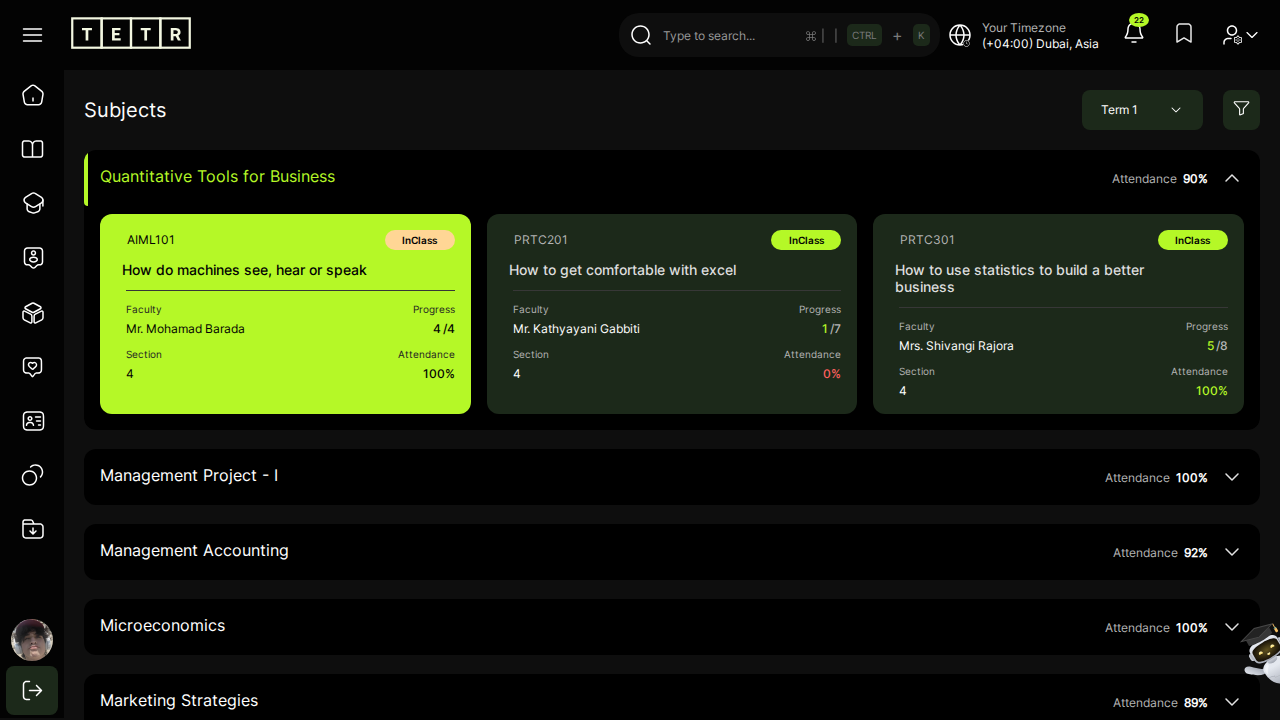 TETR
Type to search...
⌘ | | CTRL + K
Your Timezone
(+04:00) Dubai, Asia
22
Subjects
Term 1
Quantitative Tools for Business
Attendance 90%
AIML101
InClass
How do machines see, hear or speak
Faculty Progress
Mr. Mohamad Barada 4/4
Section Attendance
4 100%
PRTC201
InClass
How to get comfortable with excel
Faculty Progress
Mr. Kathyayani Gabbiti 1/7
Section Attendance
4 0%
PRTC301
InClass
How to use statistics to build a better
business
Faculty Progress
Mrs. Shivangi Rajora 5/8
Section Attendance
4 100%
Management Project - I
Attendance 100%
Management Accounting
Attendance 92%
Microeconomics
Attendance 100%
Marketing Strategies
Attendance 89%